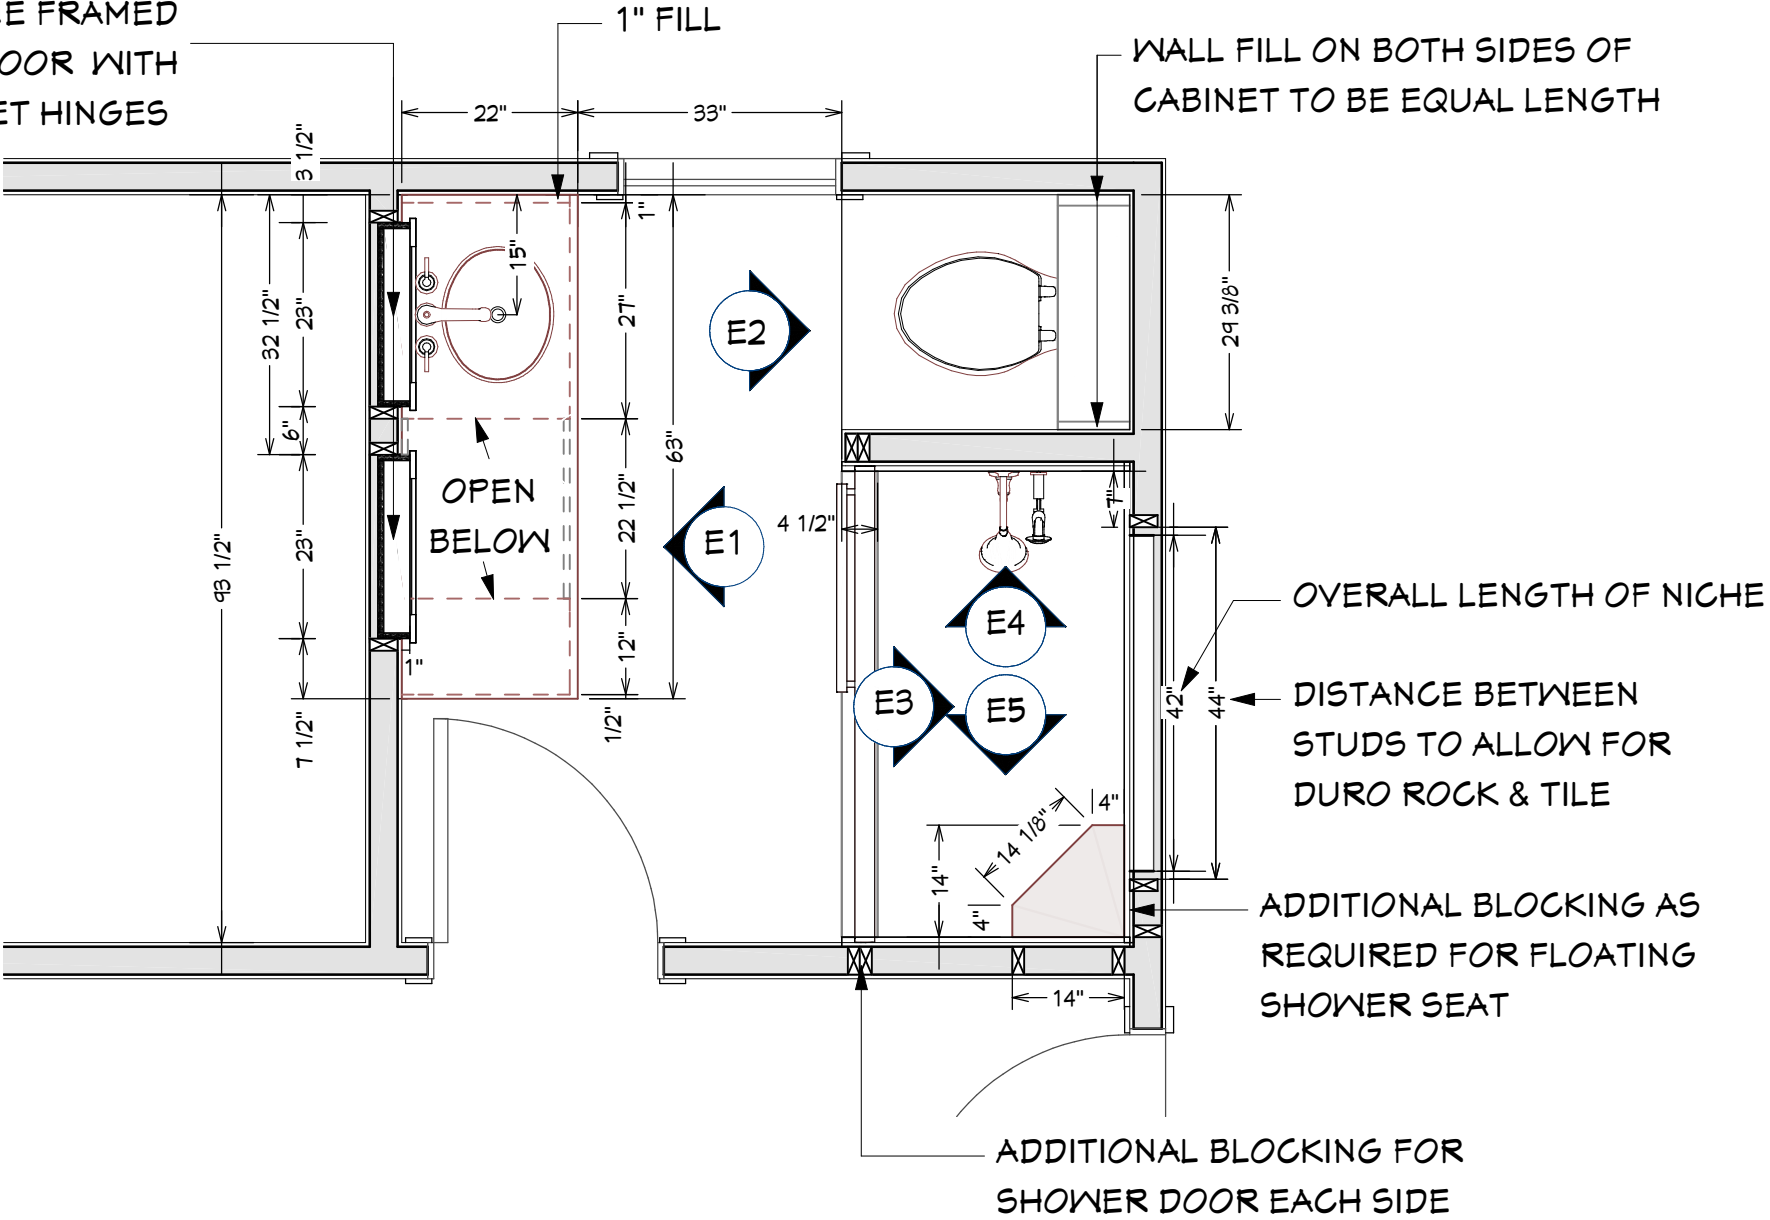 E FRAMED
OOR WITH
ET HINGES
1" FILL
WALL FILL ON BOTH SIDES OF
CABINET TO BE EQUAL LENGTH
22"
33"
3 1/2"
1"
15"
32 1/2"
23"
27"
E2
29 3/8"
6"
63"
OPEN
BELOW
22 1/2"
4 1/2"
7"
E1
23"
93 1/2"
OVERALL LENGTH OF NICHE
E4
12"
1"
E3
E5
42"
44"
DISTANCE BETWEEN
STUDS TO ALLOW FOR
DURO ROCK & TILE
1/2"
7 1/2"
4"
14 1/8"
14"
4"
ADDITIONAL BLOCKING AS
REQUIRED FOR FLOATING
SHOWER SEAT
14"
ADDITIONAL BLOCKING FOR
SHOWER DOOR EACH SIDE